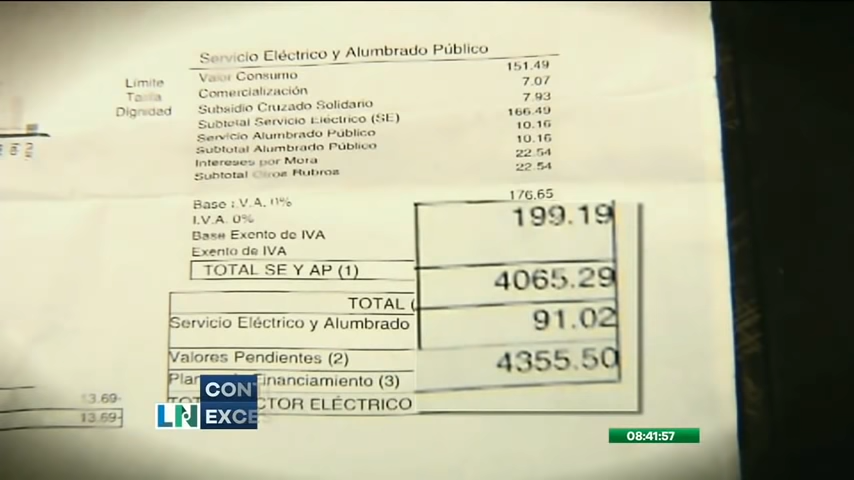 Servicio Eléctrico y Alumbrado Público
Límite
Tarifa
Dignidad
Valor Consumo 151.49
Comercialización 7.07
Subsidio Cruzado Solidario 7.93
Subtotal Servicio Eléctrico (SE) 166.49
Servicio Alumbrado Público 10.16
Subtotal Alumbrado Público 10.16
Intereses por Mora 22.54
Subtotal Otros Rubros 22.54
Base I.V.A. 0% 176.65
I.V.A. 0%
Base Exento de IVA
Exento de IVA
TOTAL SE Y AP (1) 199.19
TOTAL (
Servicio Eléctrico y Alumbrado
4065.29
91.02
Valores Pendientes (2)
4355.50
Financiamiento (3)
CTOR ELÉCTRICO
13.69-
13.69-
LN
CON
EXCE
08:41:57